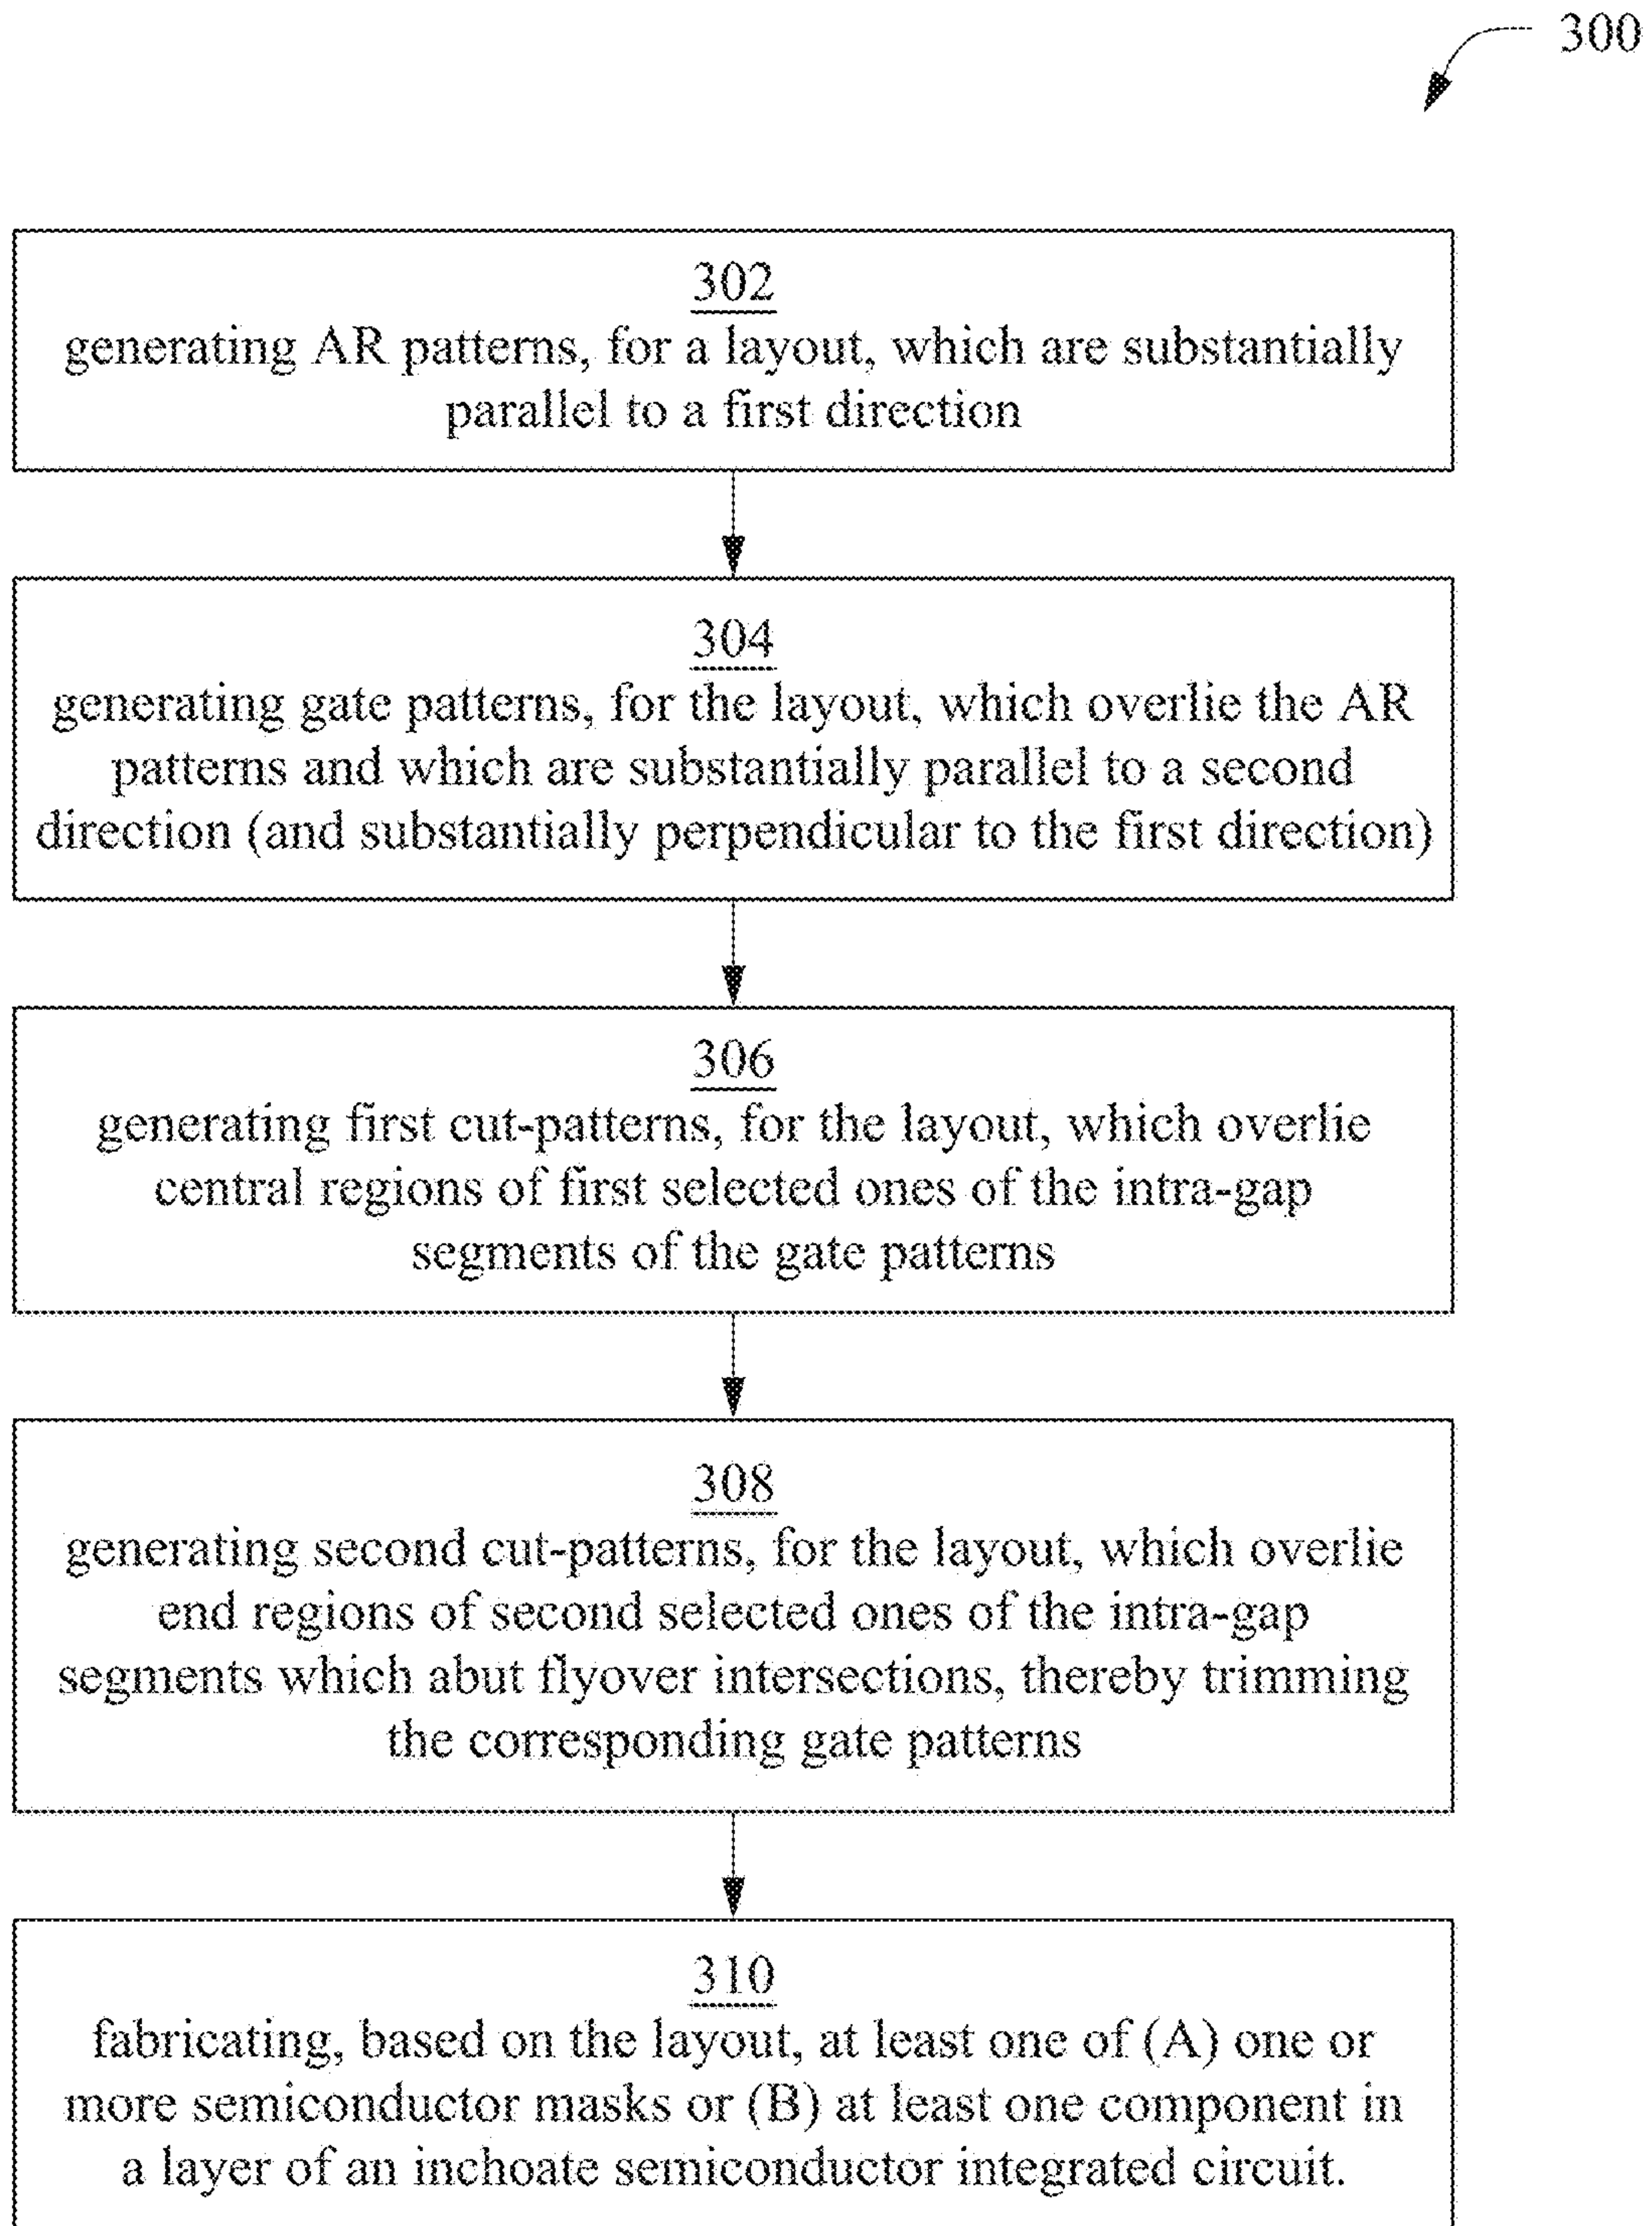 300
302
generating AR patterns, for a layout, which are substantially
parallel to a first direction
304
generating gate patterns, for the layout, which overlie the AR
patterns and which are substantially parallel to a second
direction (and substantially perpendicular to the first direction)
306
generating first cut-patterns, for the layout, which overlie
central regions of first selected ones of the intra-gap
segments of the gate patterns
308
generating second cut-patterns, for the layout, which overlie
end regions of second selected ones of the intra-gap
segments which abut flyover intersections, thereby trimming
the corresponding gate patterns
310
fabricating, based on the layout, at least one of (A) one or
more semiconductor masks or (B) at least one component in
a layer of an inchoate semiconductor integrated circuit.